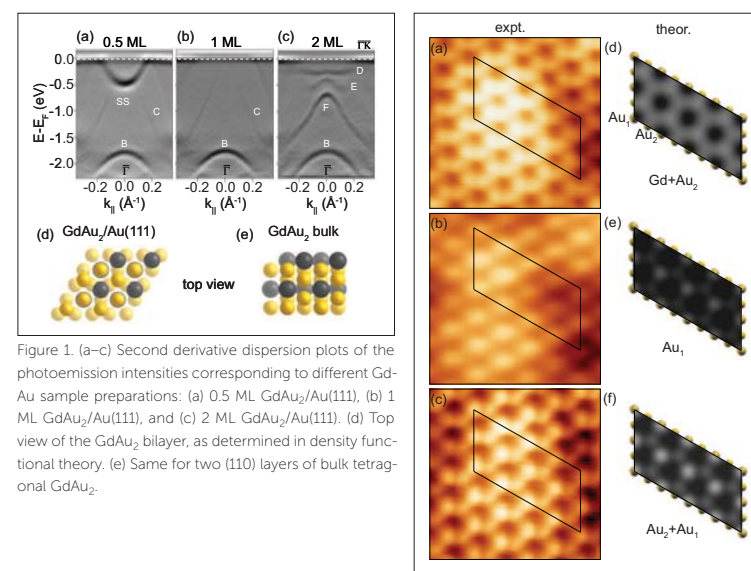 (a) 0.5 ML
(b) 1 ML
(c) 2 ML Γ̅K̅
E-E_F (eV)
0.0
-0.5
-1.0
-1.5
-2.0
SS
C
B
Γ̅
C
B
Γ̅
D
E
F
B
Γ̅
-0.2 0.0 0.2
-0.2 0.0 0.2
-0.2 0.0 0.2
k|| (Å⁻¹)
k|| (Å⁻¹)
k|| (Å⁻¹)
(d) GdAu₂/Au(111)
top view
(e) GdAu₂ bulk
Figure 1. (a–c) Second derivative dispersion plots of the
photoemission intensities corresponding to different Gd-
Au sample preparations: (a) 0.5 ML GdAu₂/Au(111), (b) 1
ML GdAu₂/Au(111), and (c) 2 ML GdAu₂/Au(111). (d) Top
view of the GdAu₂ bilayer, as determined in density func-
tional theory. (e) Same for two (110) layers of bulk tetrag-
onal GdAu₂.
expt.
theor.
(a)
(d)
Au₁
Au₂
Gd+Au₂
(b)
(e)
Au₁
(c)
(f)
Au₂+Au₁